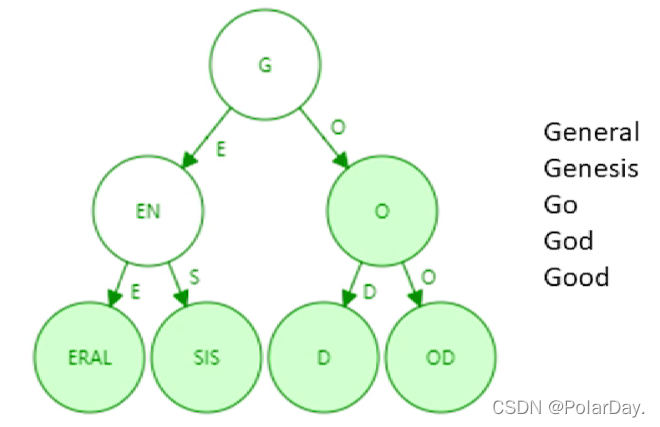 G
E
O
EN
O
E
S
D
O
ERAL
SIS
D
OD
General
Genesis
Go
God
Good
CSDN @PolarDay.